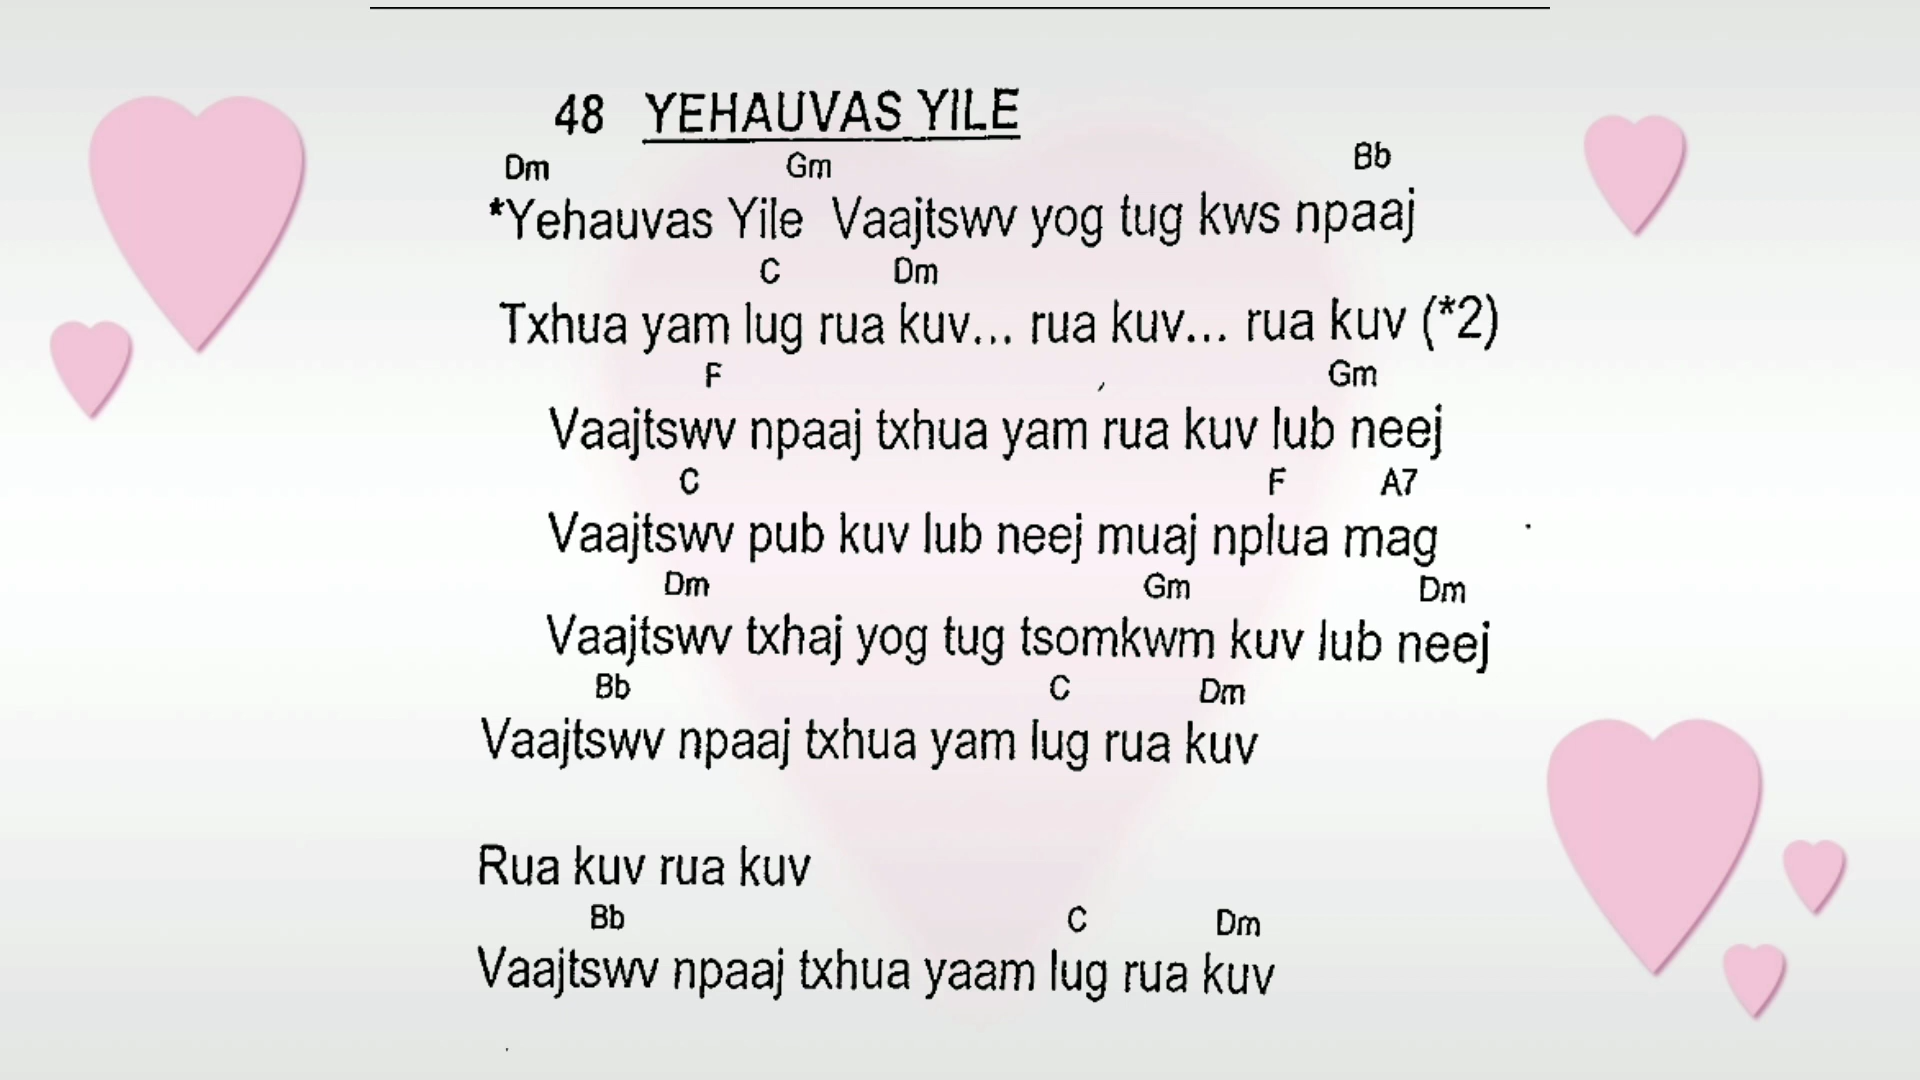 48 YEHAUVAS YILE
Dm Gm Bb
*Yehauvas Yile Vaajtswv yog tug kws npaaj
C Dm
Txhua yam lug rua kuv... rua kuv... rua kuv (*2)
F Gm
Vaajtswv npaaj txhua yam rua kuv lub neej
C F A7
Vaajtswv pub kuv lub neej muaj nplua mag
Dm Gm Dm
Vaajtswv txhaj yog tug tsomkwm kuv lub neej
Bb C Dm
Vaajtswv npaaj txhua yam lug rua kuv
Rua kuv rua kuv
Bb C Dm
Vaajtswv npaaj txhua yaam lug rua kuv